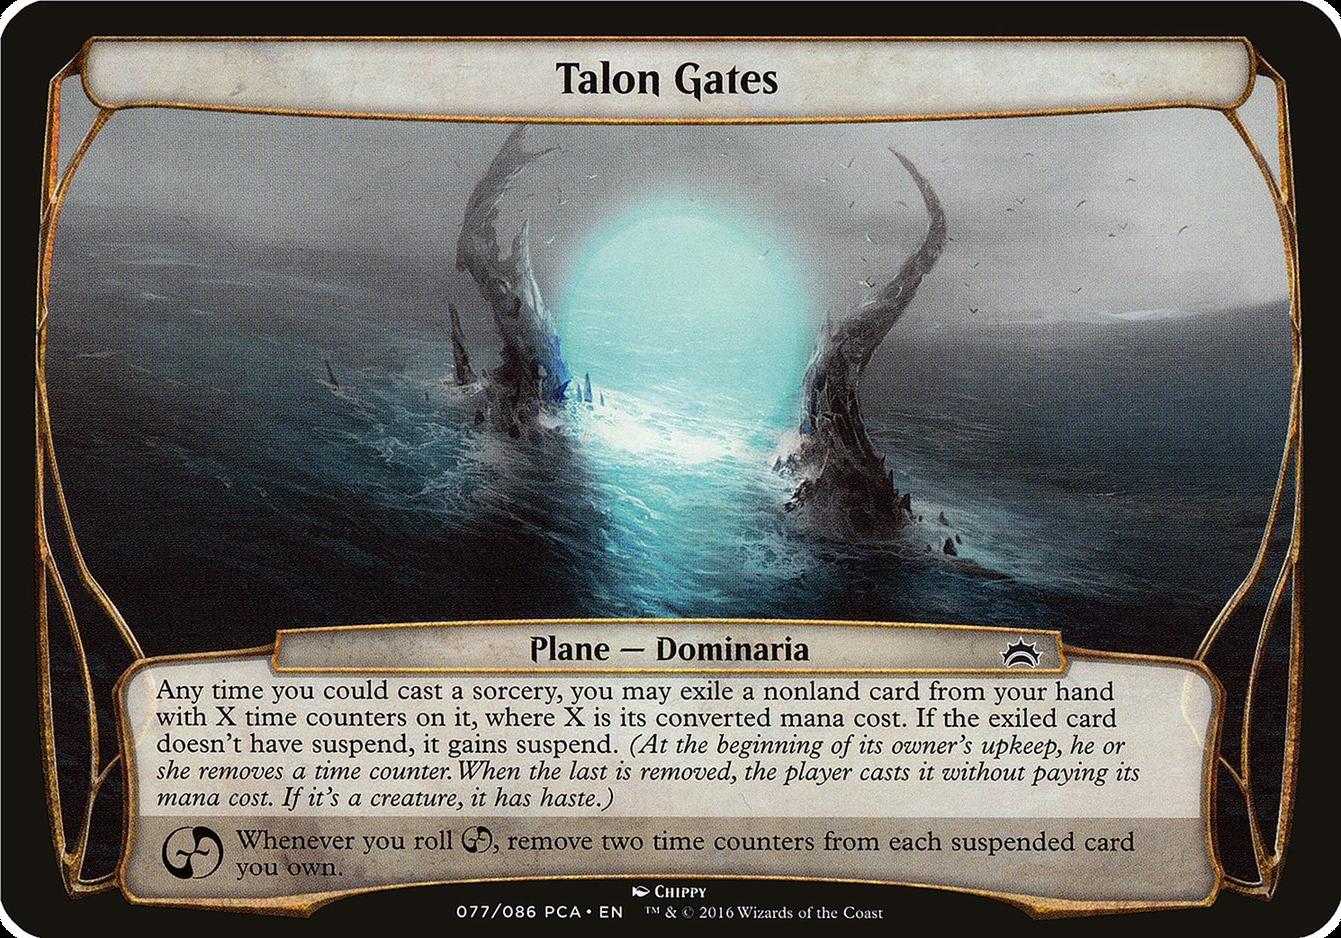 Talon Gates
Plane — Dominaria
Any time you could cast a sorcery, you may exile a nonland card from your hand
with X time counters on it, where X is its converted mana cost. If the exiled card
doesn't have suspend, it gains suspend. (At the beginning of its owner's upkeep, he or
she removes a time counter. When the last is removed, the player casts it without paying its
mana cost. If it's a creature, it has haste.)
Whenever you roll , remove two time counters from each suspended card
you own.
Chippy
077/086 PCA • EN ™ & © 2016 Wizards of the Coast